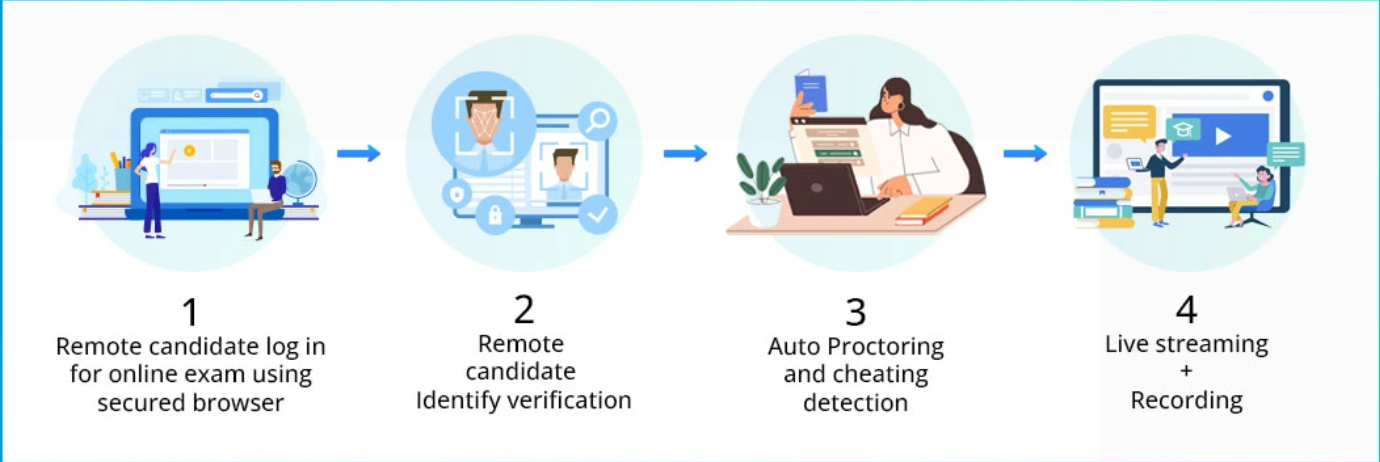 1
Remote candidate log in
for online exam using
secured browser
2
Remote
candidate
Identify verification
3
Auto Proctoring
and cheating
detection
4
Live streaming
+
Recording